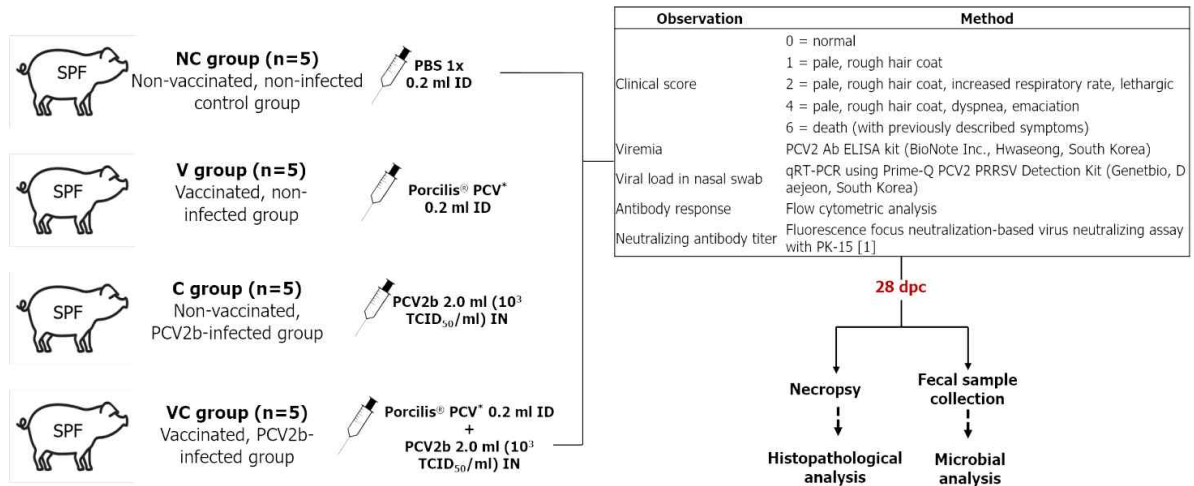 SPF
NC group (n=5)
Non-vaccinated, non-infected
control group
PBS 1x
0.2 ml ID
SPF
V group (n=5)
Vaccinated, non-
infected group
Porcilis® PCV*
0.2 ml ID
SPF
C group (n=5)
Non-vaccinated,
PCV2b-infected group
PCV2b 2.0 ml (10³
TCID₅₀/ml) IN
SPF
VC group (n=5)
Vaccinated, PCV2b-
infected group
Porcilis® PCV* 0.2 ml ID
+
PCV2b 2.0 ml (10³
TCID₅₀/ml) IN
Observation Method
Clinical score
0 = normal
1 = pale, rough hair coat
2 = pale, rough hair coat, increased respiratory rate, lethargic
4 = pale, rough hair coat, dyspnea, emaciation
6 = death (with previously described symptoms)
Viremia PCV2 Ab ELISA kit (BioNote Inc., Hwaseong, South Korea)
Viral load in nasal swab qRT-PCR using Prime-Q PCV2 PRRSV Detection Kit (Genetbio, D
aejeon, South Korea)
Antibody response Flow cytometric analysis
Neutralizing antibody titer Fluorescence focus neutralization-based virus neutralizing assay
with PK-15 [1]
28 dpc
Necropsy
Fecal sample
collection
Histopathological
analysis
Microbial
analysis